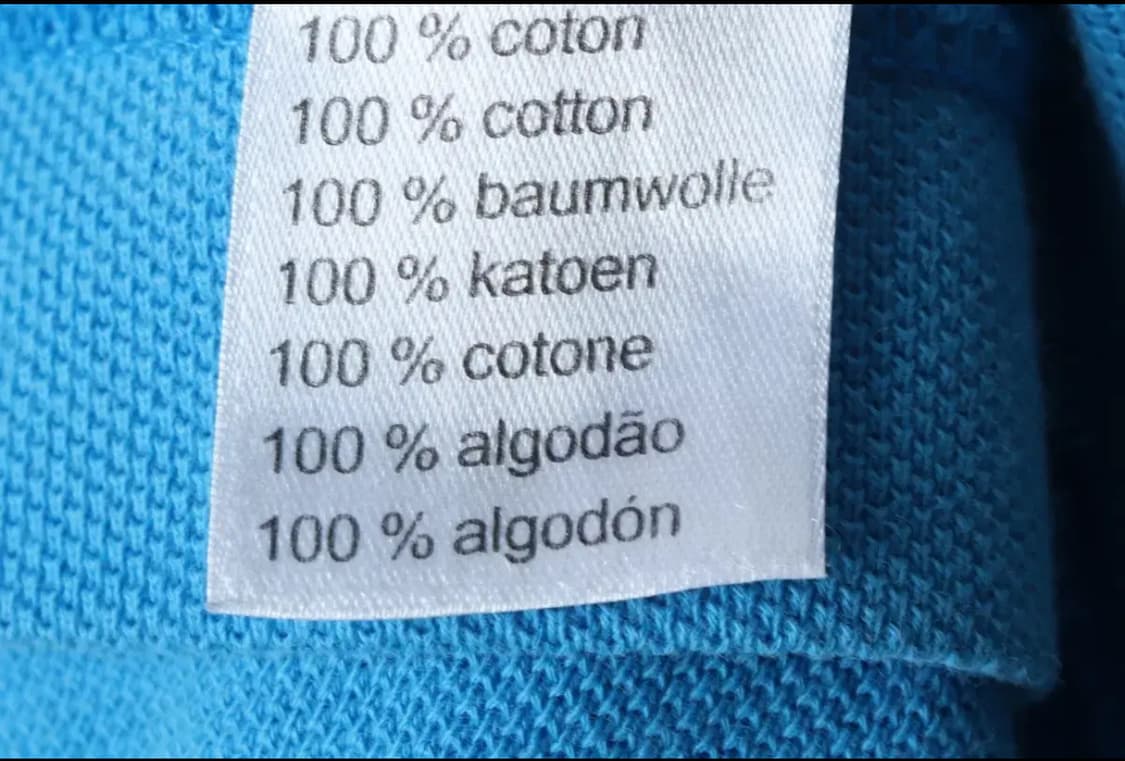 100 % coton
100 % cotton
100 % baumwolle
100 % katoen
100 % cotone
100 % algodão
100 % algodón